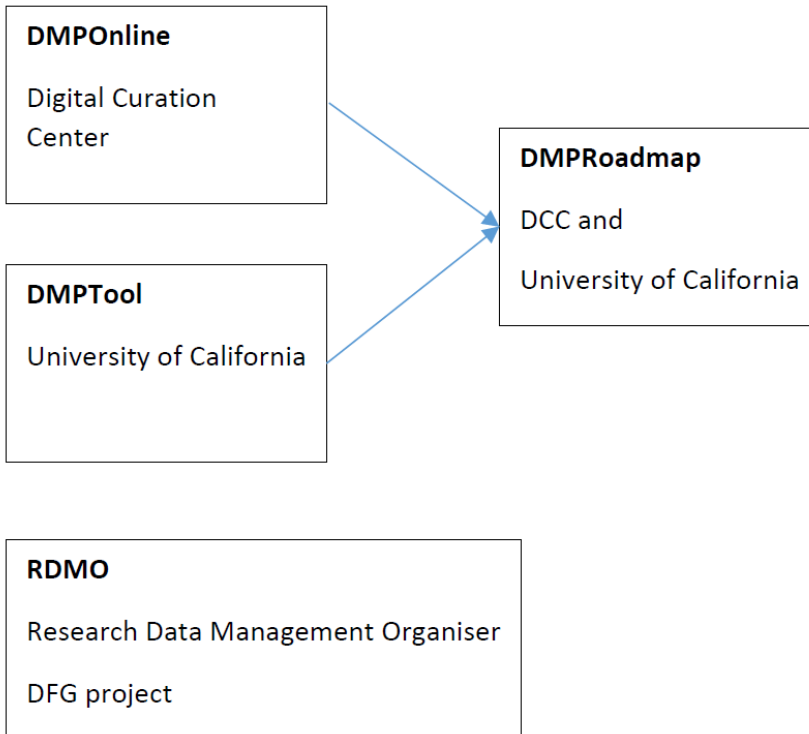 DMPOnline
Digital Curation
Center
DMPTool
University of California
DMPRoadmap
DCC and
University of California
RDMO
Research Data Management Organiser
DFG project